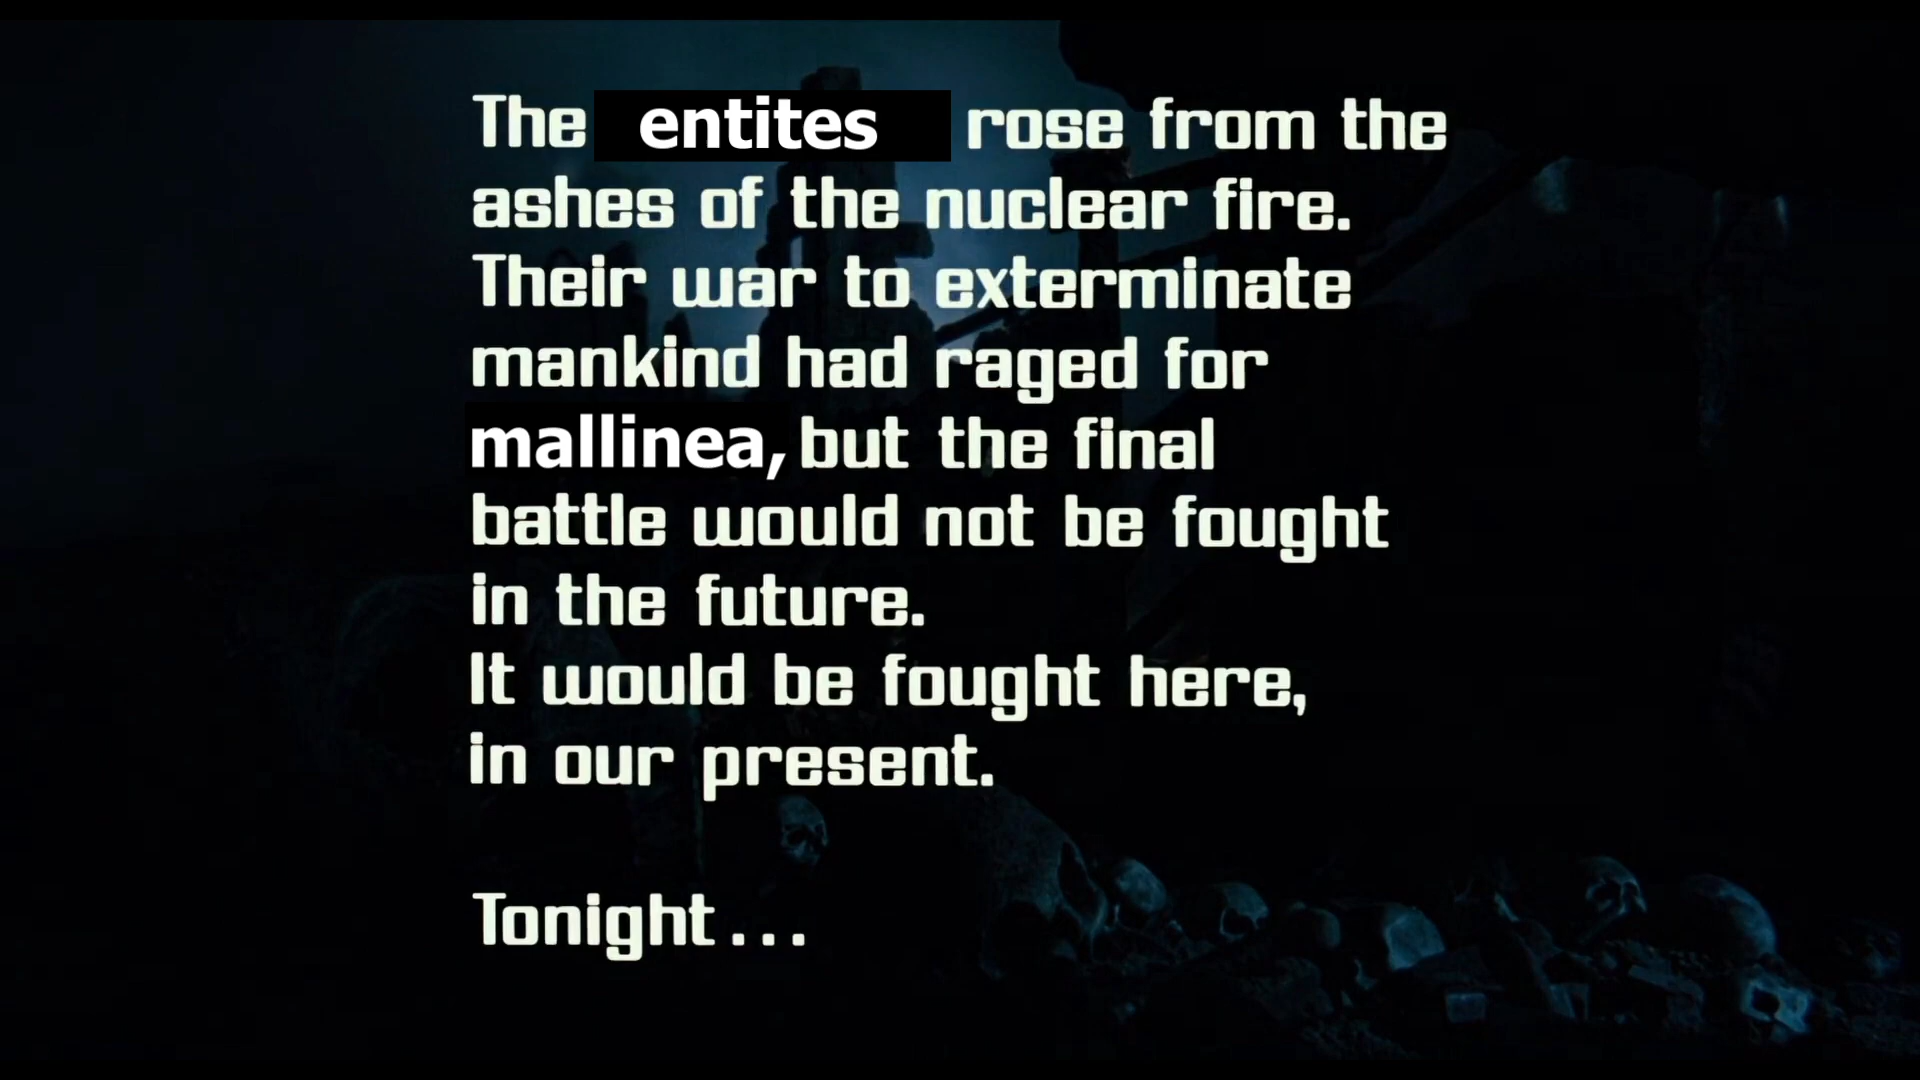 The entites rose from the
ashes of the nuclear fire.
Their war to exterminate
mankind had raged for
mallinea, but the final
battle would not be fought
in the future.
It would be fought here,
in our present.
Tonight...